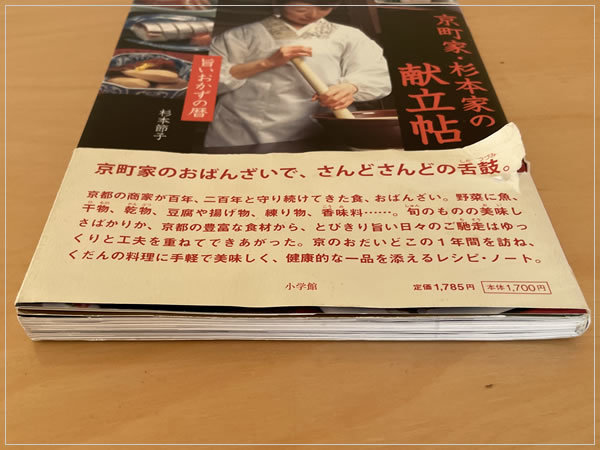 京町家・杉本家の
献立帖
旨いおかずの暦
杉本節子
京町家のおばんざいで、さんどさんどの舌鼓。
したつづみ
京都の商家が百年、二百年と守り続けてきた食、おばんざい。野菜に魚、
干物、乾物、豆腐や揚げ物、練り物、香味料……。旬のものの美味し
さばかりか、京都の豊富な食材から、とびきり旨い日々のご馳走はゆっ
くりと工夫を重ねてできあがった。京のおだいどこの1年間を訪ね、
くだんの料理に手軽で美味しく、健康的な一品を添えるレシピ・ノート。
小学館
定価1,785円 本体1,700円